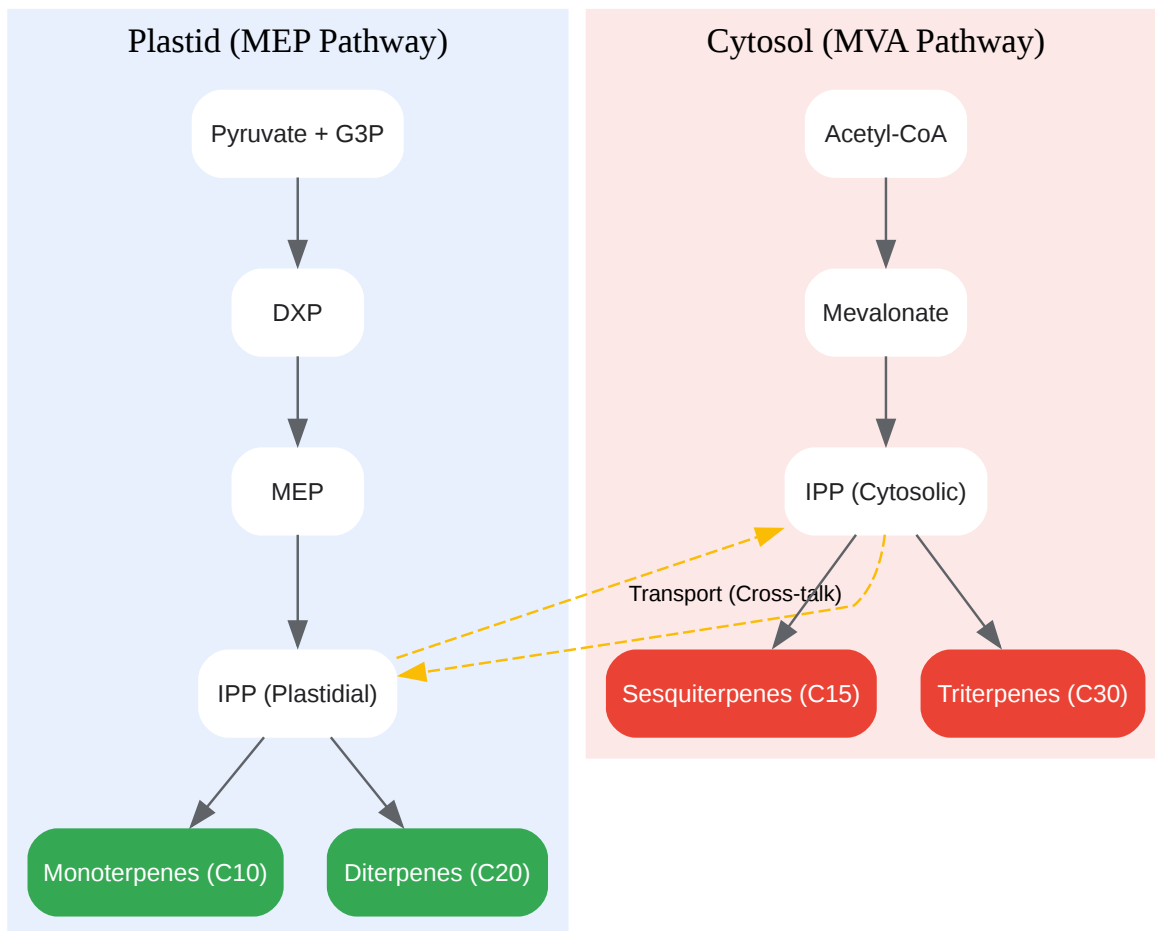 Plastid (MEP Pathway)
Pyruvate + G3P
DXP
MEP
IPP (Plastidial)
Monoterpenes (C10)
Diterpenes (C20)
Cytosol (MVA Pathway)
Acetyl-CoA
Mevalonate
IPP (Cytosolic)
Transport (Cross-talk)
Sesquiterpenes (C15)
Triterpenes (C30)